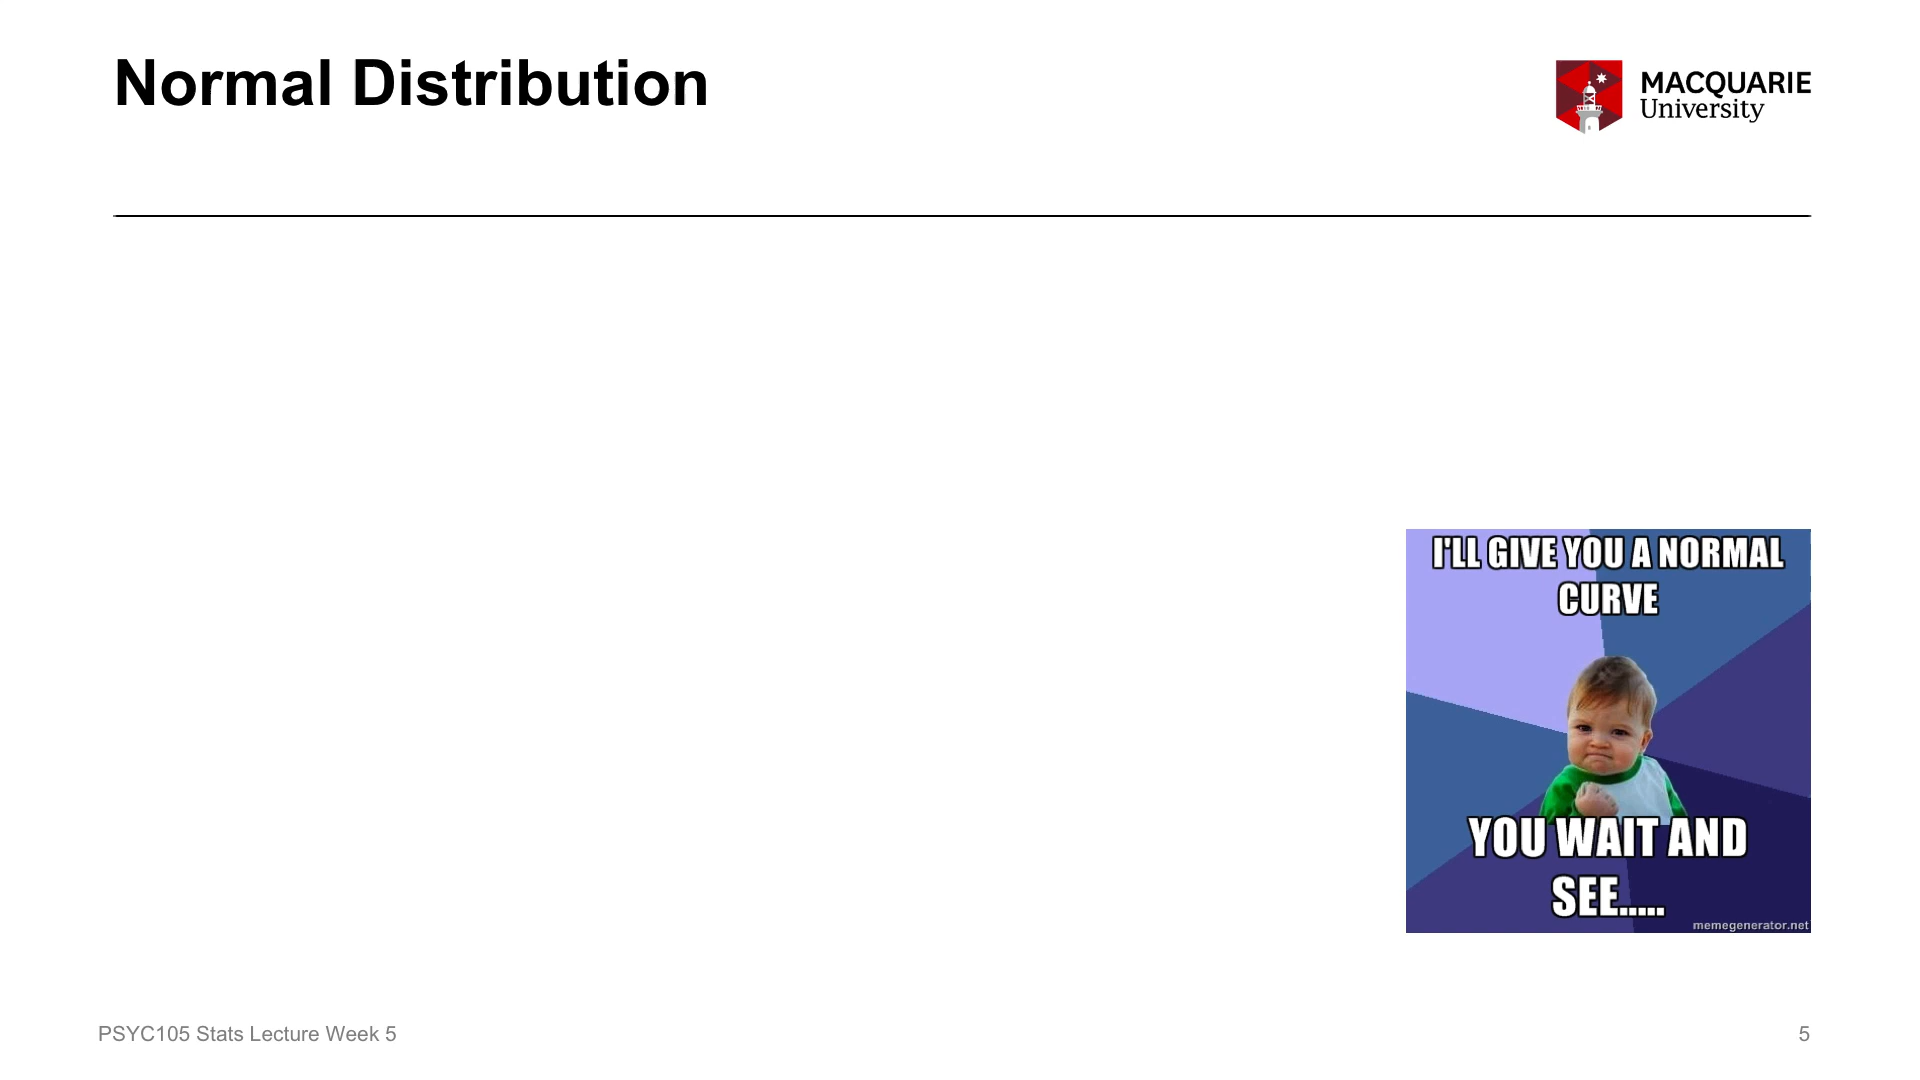 Normal Distribution
MACQUARIE
University
I'LL GIVE YOU A NORMAL
CURVE
YOU WAIT AND
SEE.....
memegenerator.net
PSYC105 Stats Lecture Week 5
5